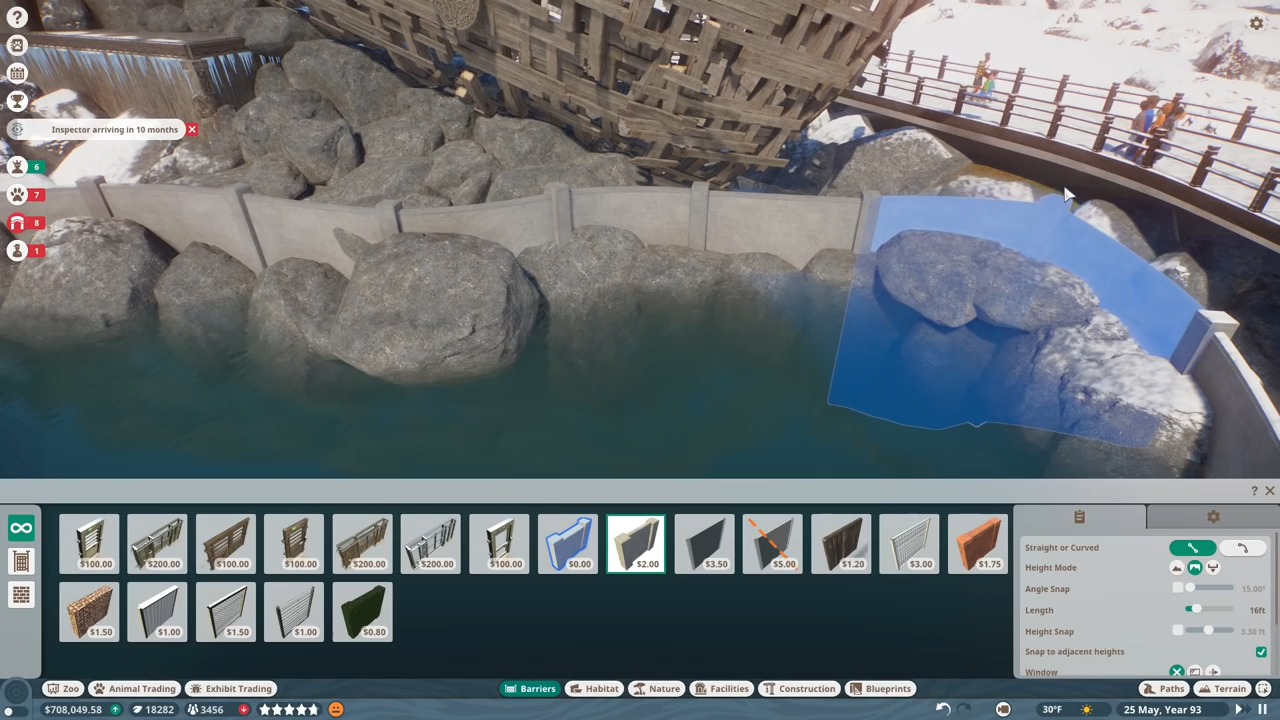 ?
Inspector arriving in 10 months
6
7
8
1
?
$100.00 $200.00 $100.00 $100.00 $200.00 $200.00 $100.00 $0.00 $2.00 $3.50 $5.00 $1.20 $3.00 $1.75
$1.50 $1.00 $1.50 $1.00 $0.80
Straight or Curved
Height Mode
Angle Snap 15.00°
Length 16ft
Height Snap 3.30 ft
Snap to adjacent heights
Window
Zoo Animal Trading Exhibit Trading Barriers Habitat Nature Facilities Construction Blueprints Paths Terrain
$708,049.58 18282 3456 30°F 25 May, Year 93